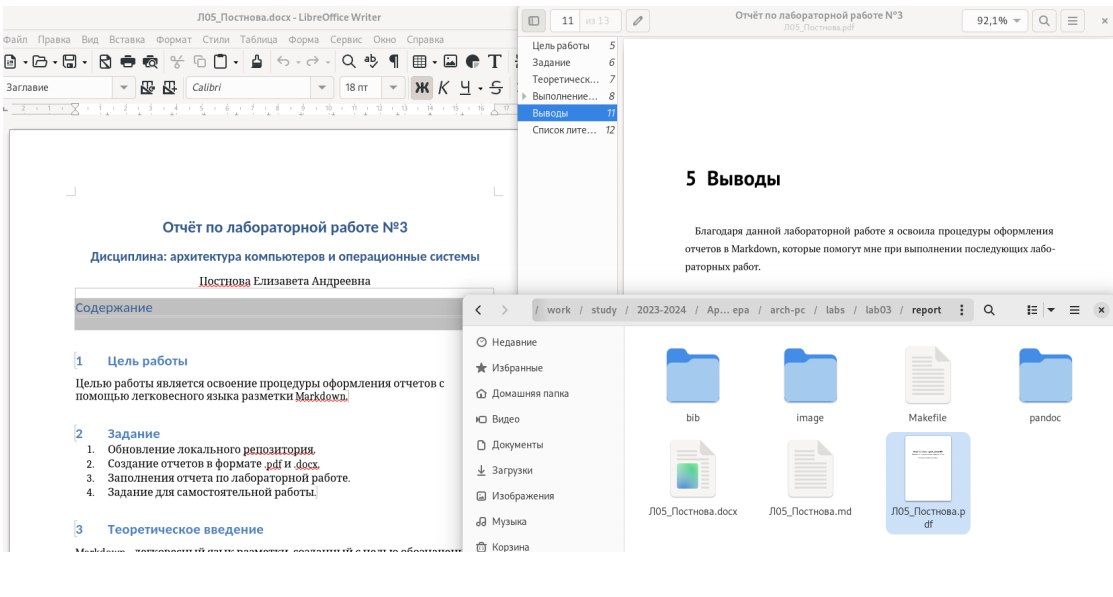 Л05_Постнова.docx - LibreOffice Writer
Файл Правка Вид Вставка Формат Стили Таблица Форма Сервис Окно Справка
Заглавие Calibri 18 пт Ж К Ч S
Отчёт по лабораторной работе №3
Дисциплина: архитектура компьютеров и операционные системы
Постнова Елизавета Андреевна
Содержание
1 Цель работы
Целью работы является освоение процедуры оформления отчетов с
помощью легковесного языка разметки Markdown.
2 Задание
1. Обновление локального репозитория.
2. Создание отчетов в формате .pdf и .docx.
3. Заполнения отчета по лабораторной работе.
4. Задание для самостоятельной работы.
3 Теоретическое введение
Markdown - легковесный язык разметки, созданный с целью
11 из 13
Отчёт по лабораторной работе №3
Л05_Постнова.pdf
92,1%
Цель работы 5
Задание 6
Теоретическ... 7
Выполнение... 8
Выводы 11
Список лите... 12
5 Выводы
Благодаря данной лабораторной работе я освоила процедуры оформления
отчетов в Markdown, которые помогут мне при выполнении последующих лабо-
раторных работ.
/ work / study / 2023-2024 / Ар... ера / arch-pc / labs / lab03 / report
Недавние
Избранные
Домашняя папка
Видео
Документы
Загрузки
Изображения
Музыка
Корзина
bib
image
Makefile
pandoc
Л05_Постнова.docx
Л05_Постнова.md
Л05_Постнова.p
df